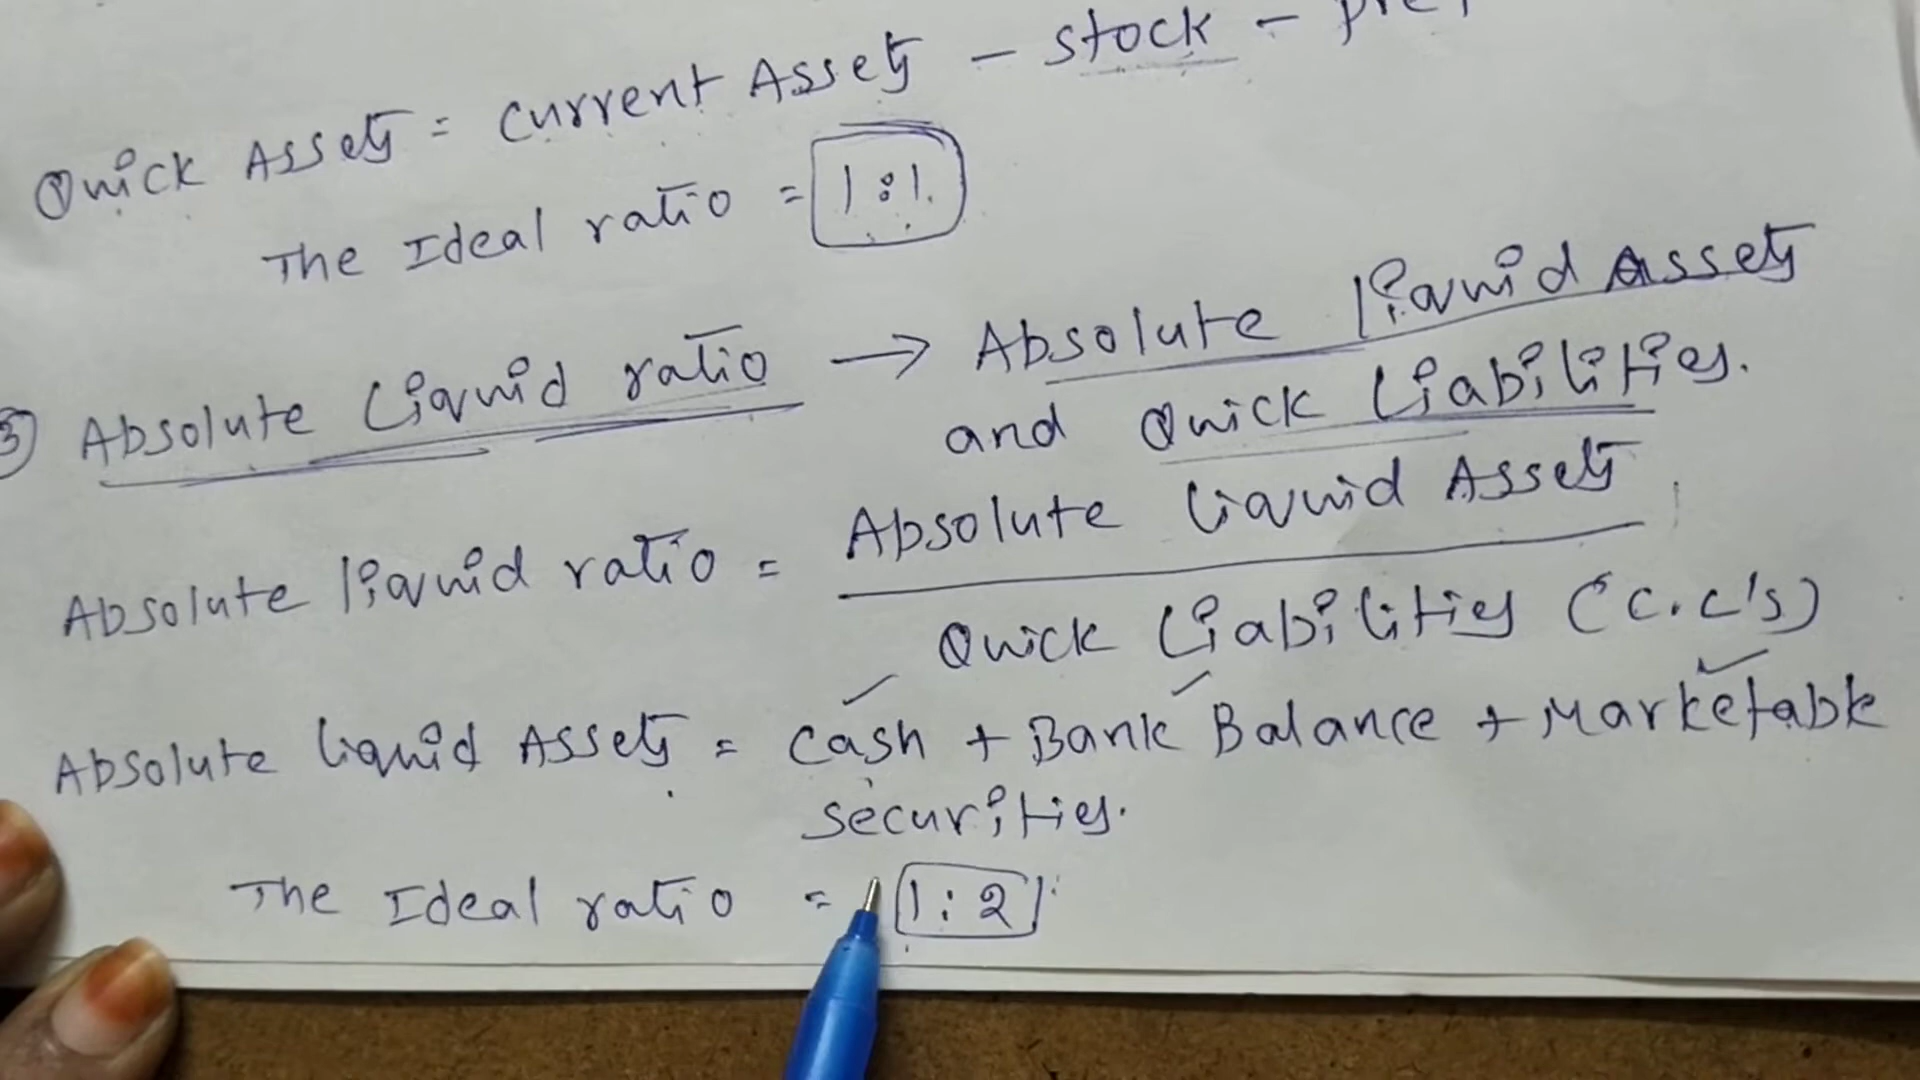 Quick Assets = Current Assets - stock -
The Ideal ratio = 1:1.
Absolute Liquid ratio → Absolute liquid Assets
and Quick Liabilities.
Absolute liquid ratio = Absolute liquid Assets
Quick Liabilities (C.C's)
Absolute liquid Assets = Cash + Bank Balance + Marketable
securities.
The Ideal ratio = 1:2